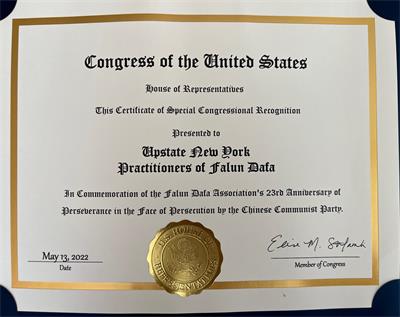 Congress of the United States
House of Representatives
This Certificate of Special Congressional Recognition
Presented to
Upstate New York
Practitioners of Falun Dafa
In Commemoration of the Falun Dafa Association's 23rd Anniversary of
Perseverance in the Face of Persecution by the Chinese Communist Party.
May 13, 2022
Date
Elise M. Stefanik
Member of Congress